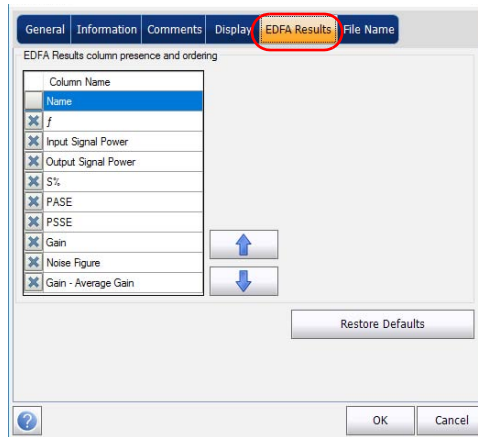 General Information Comments Display EDFA Results File Name
EDFA Results column presence and ordering
Column Name
Name
f
Input Signal Power
Output Signal Power
S%
PASE
PSSE
Gain
Noise Figure
Gain - Average Gain
Restore Defaults
? OK Cancel